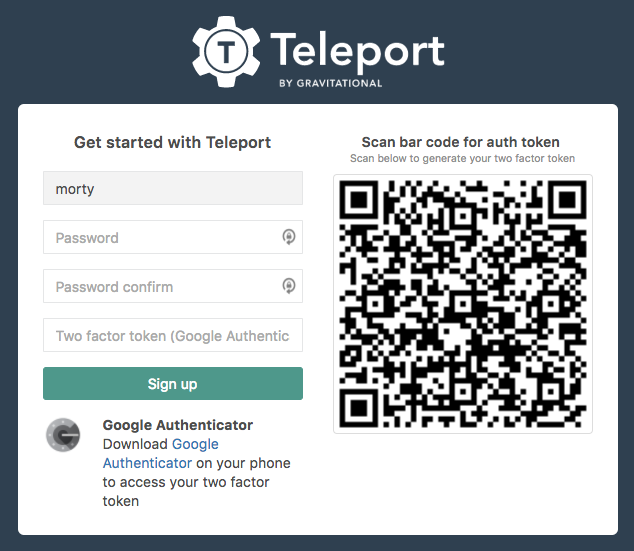 T Teleport
BY GRAVITATIONAL
Get started with Teleport
morty
Password
Password confirm
Two factor token (Google Authentic
Sign up
Google Authenticator
Download Google
Authenticator on your phone
to access your two factor
token
Scan bar code for auth token
Scan below to generate your two factor token